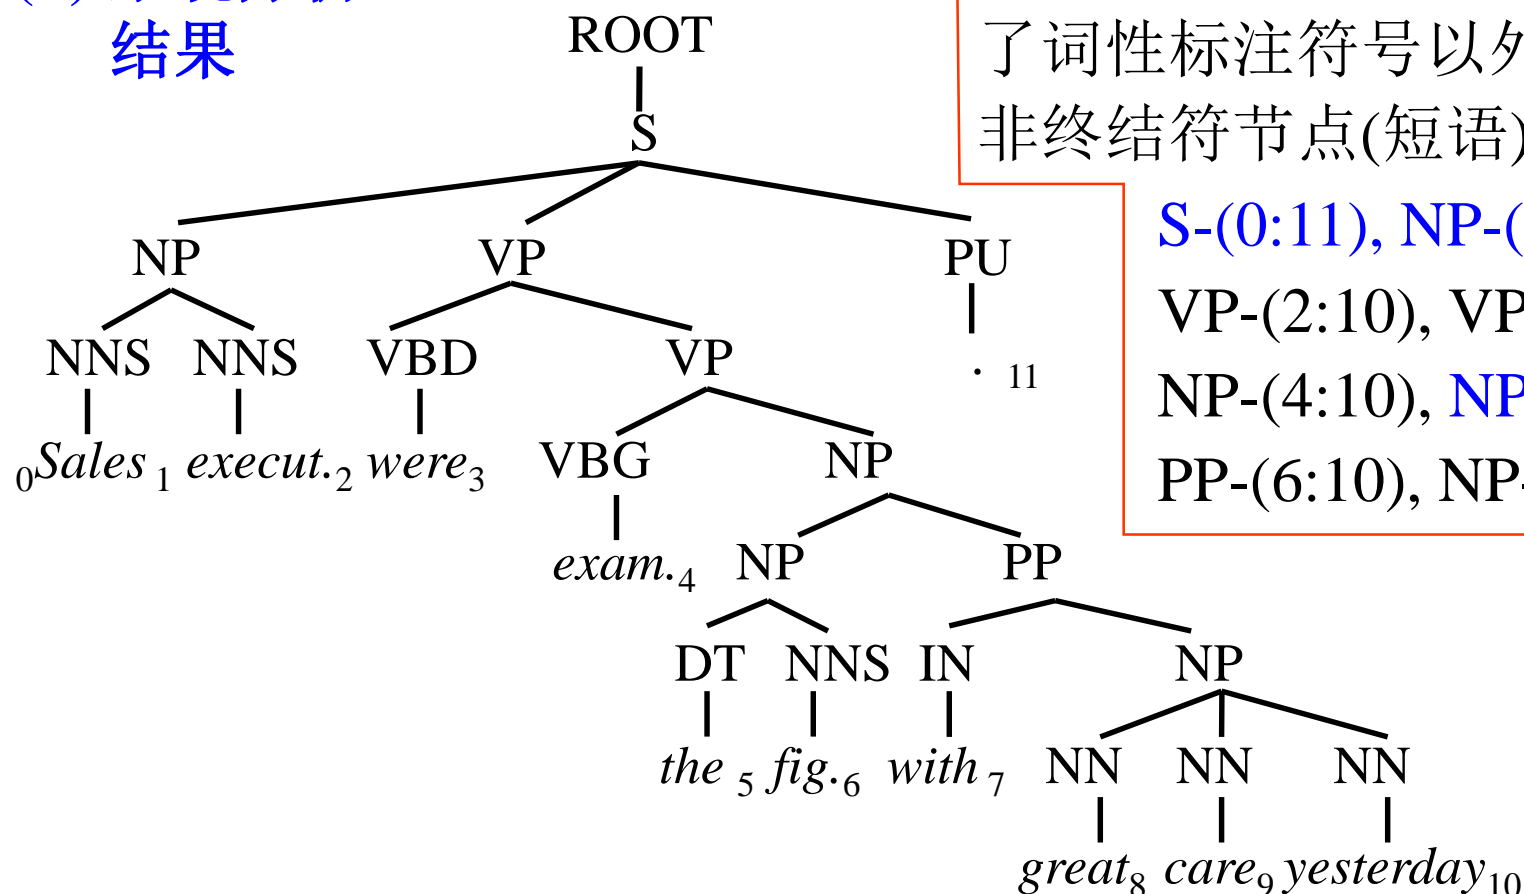 结果
ROOT
S
NP VP PU
NNS NNS VBD VP
. 11
0Sales 1 execut.2 were3 VBG NP
exam.4 NP PP
DT NNS IN NP
the 5 fig.6 with 7 NN NN NN
great8 care9 yesterday10
了词性标注符号以
非终结符节点(短语)
S-(0:11), NP-(
VP-(2:10), VP
NP-(4:10), NP
PP-(6:10), NP-